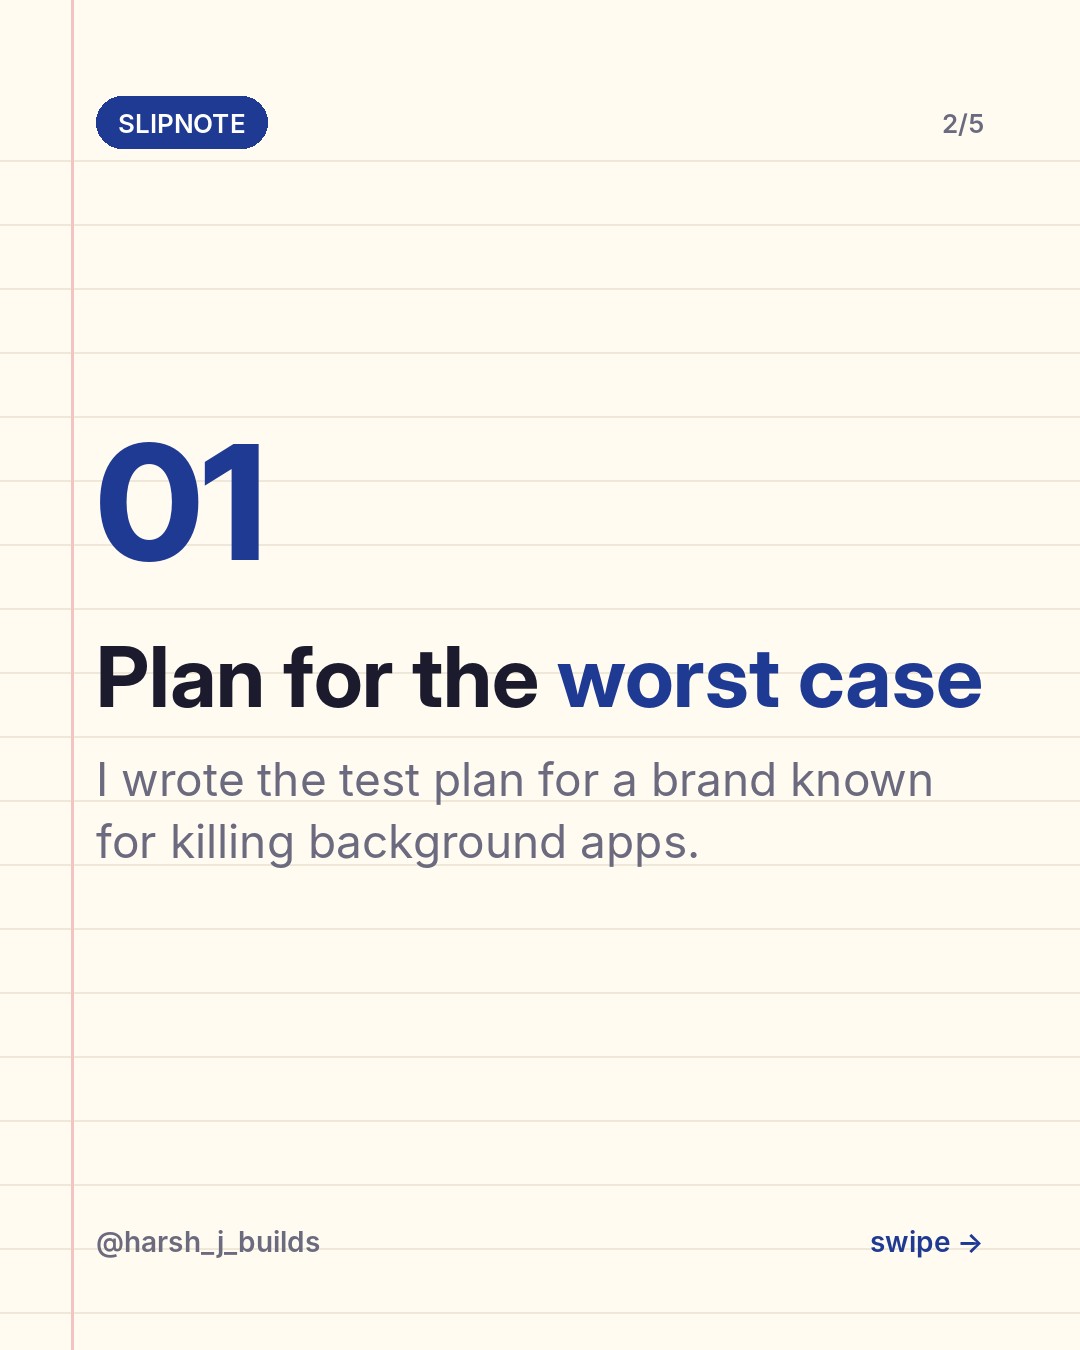 SLIPNOTE
2/5
01
Plan for the worst case
I wrote the test plan for a brand known
for killing background apps.
@harsh_j_builds
swipe →